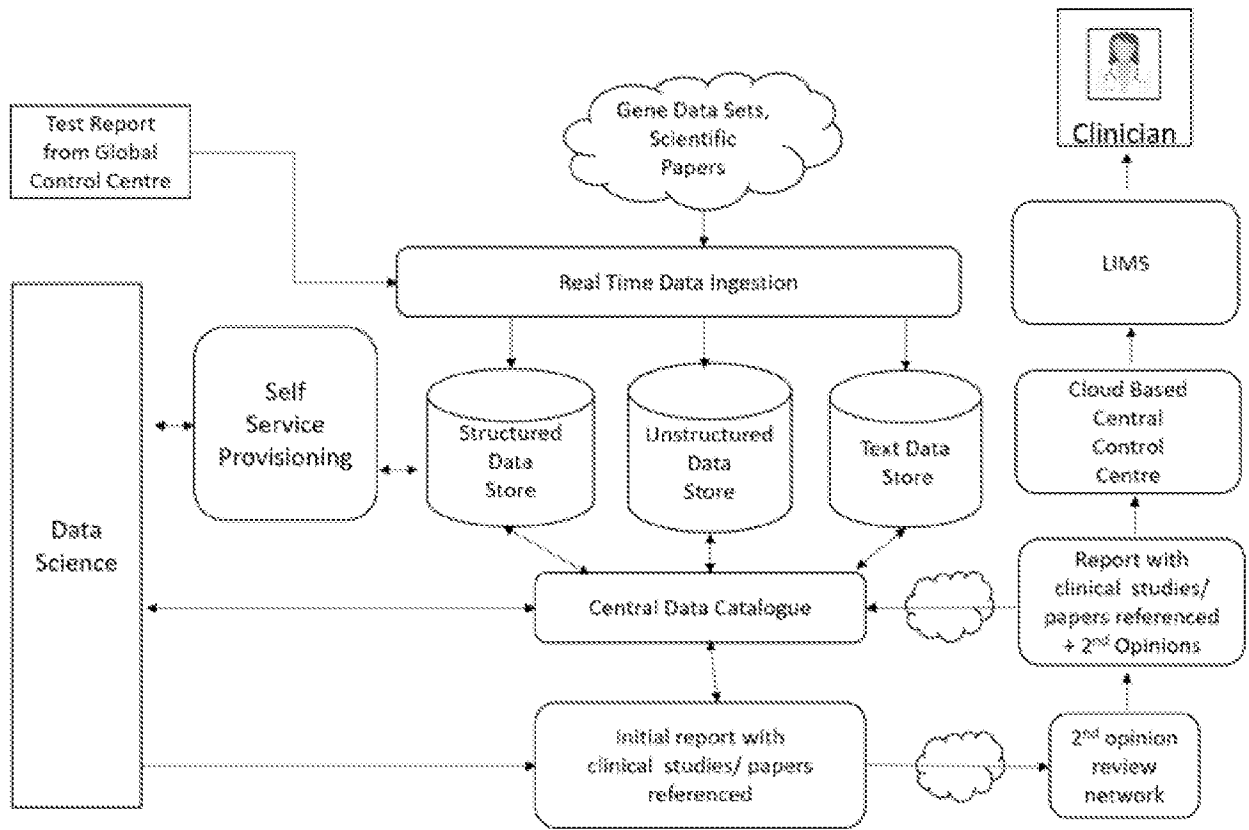 Test Report
from Global
Control Centre
Gene Data Sets,
Scientific
Papers
Clinician
LIMS
Real Time Data Ingestion
Self
Service
Provisioning
Structured
Data
Store
Unstructured
Data
Store
Text Data
Store
Cloud Based
Central
Control
Centre
Data
Science
Central Data Catalogue
Report with
clinical studies/
papers referenced
+ 2nd Opinions
Initial report with
clinical studies/ papers
referenced
2nd opinion
review
network